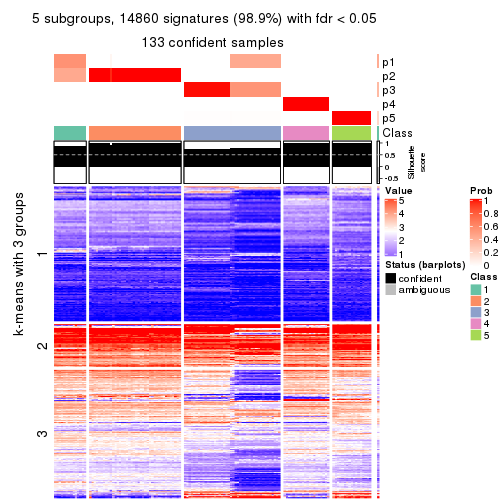 5 subgroups, 14860 signatures (98.9%) with fdr < 0.05
133 confident samples
p1
p2
p3
p4
p5
Class
1
0.5
0
-0.5
Silhouette
score
k-means with 3 groups
1
2
3
Value
5
4
3
2
1
Status (barplots)
confident
ambiguous
Prob
1
0.8
0.6
0.4
0.2
0
Class
1
2
3
4
5